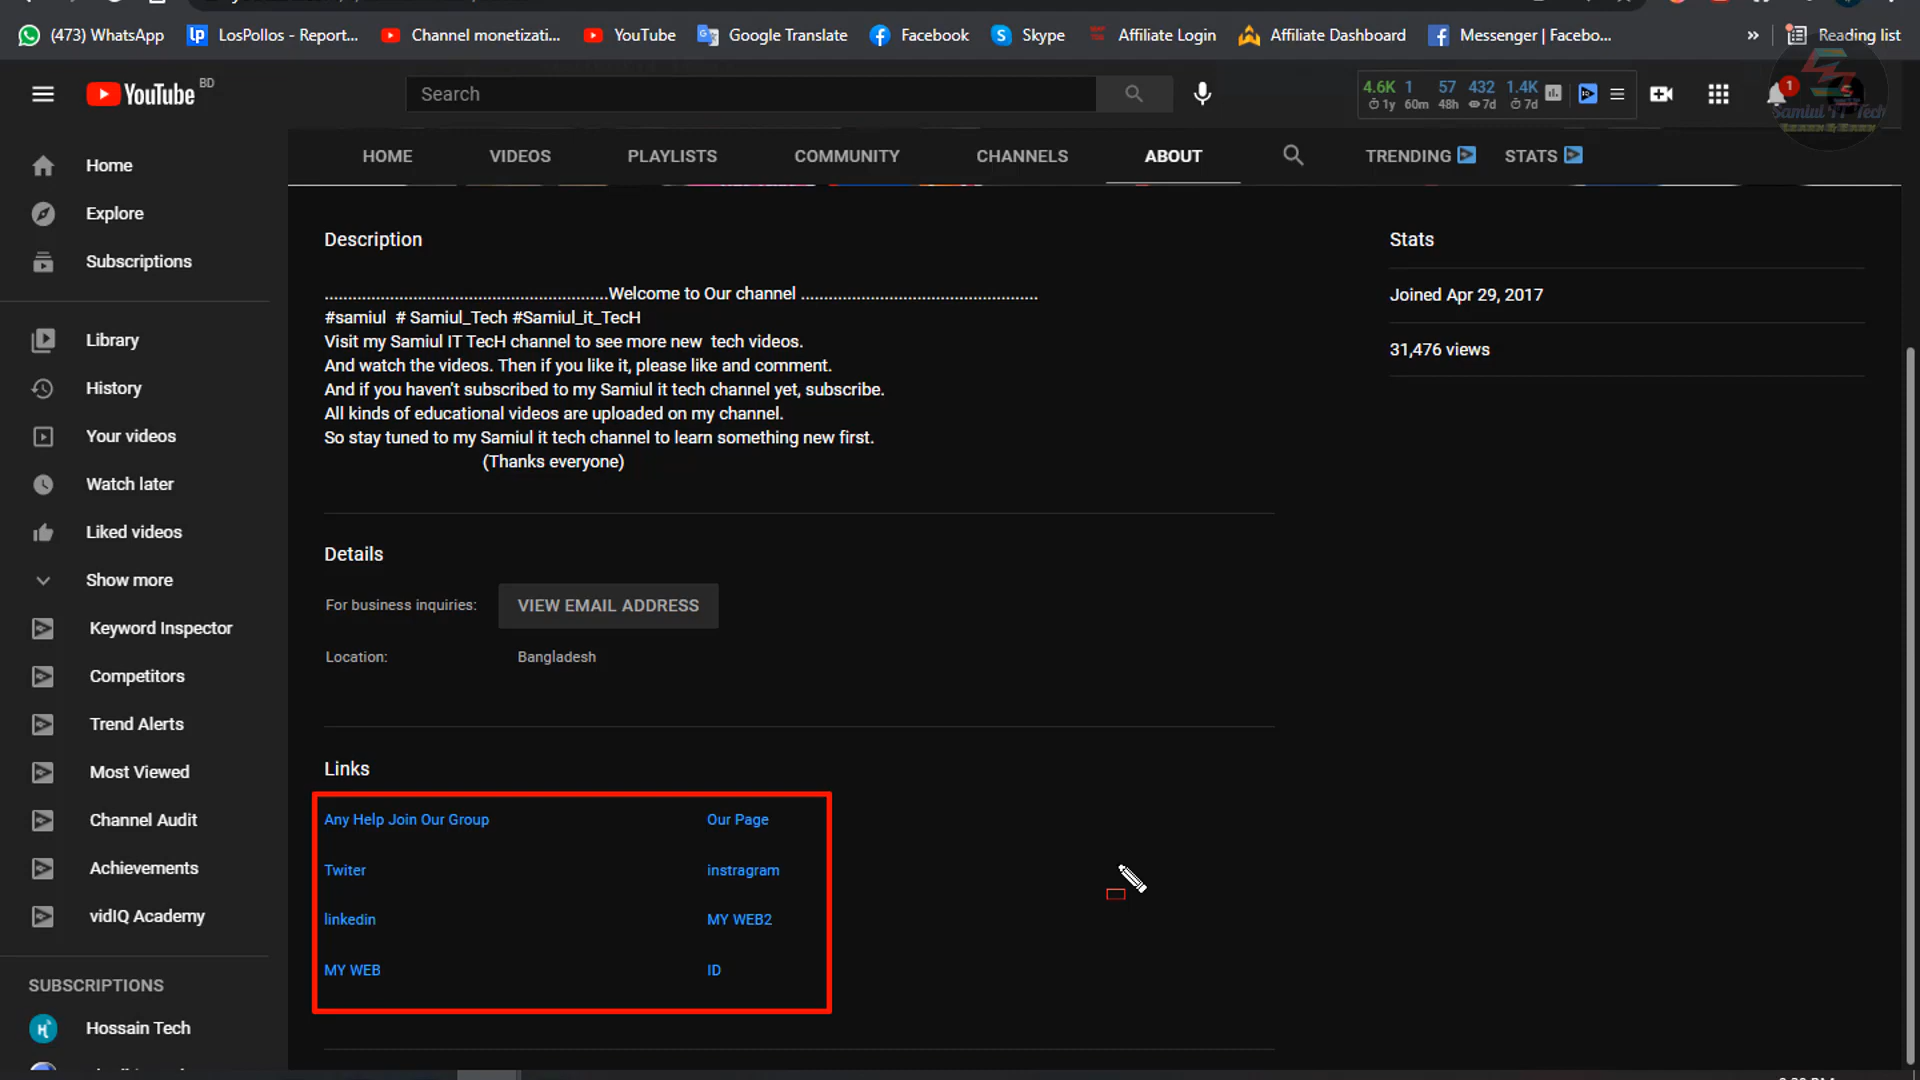 (473) WhatsApp
LosPollos - Report...
Channel monetizati...
YouTube
Google Translate
Facebook
Skype
Affiliate Login
Affiliate Dashboard
Messenger | Facebo...
»
Reading list
YouTube BD
Search
4.6K 1 57 432 1.4K
1y 60m 48h 7d 7d
1
Samiul IT Tech
HOME
VIDEOS
PLAYLISTS
COMMUNITY
CHANNELS
ABOUT
TRENDING
STATS
Home
Explore
Subscriptions
Library
History
Your videos
Watch later
Liked videos
Show more
Keyword Inspector
Competitors
Trend Alerts
Most Viewed
Channel Audit
Achievements
vidIQ Academy
SUBSCRIPTIONS
Hossain Tech
Description
............................................................Welcome to Our channel ...................................................
#samiul # Samiul_Tech #Samiul_it_TecH
Visit my Samiul IT TecH channel to see more new tech videos.
And watch the videos. Then if you like it, please like and comment.
And if you haven't subscribed to my Samiul it tech channel yet, subscribe.
All kinds of educational videos are uploaded on my channel.
So stay tuned to my Samiul it tech channel to learn something new first.
(Thanks everyone)
Details
For business inquiries:
VIEW EMAIL ADDRESS
Location:
Bangladesh
Links
Any Help Join Our Group
Our Page
Twiter
instragram
linkedin
MY WEB2
MY WEB
ID
Stats
Joined Apr 29, 2017
31,476 views